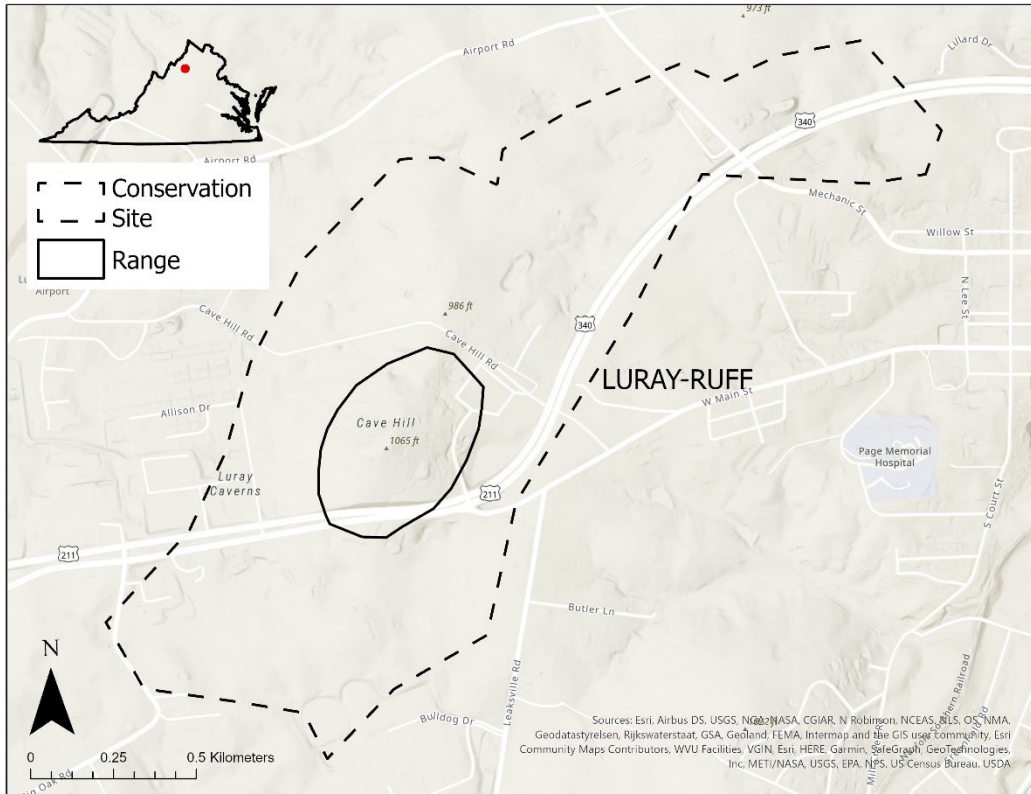 973 ft
Lillard Dr
Airport Rd
340
Airport Rd
Conservation
Site
Range
Mechanic St
Willow St
N Lee St
Airport
Cave Hill Rd
986 ft
340
Cave Hill Rd
LURAY-RUFF
W Main St
Allison Dr
Cave Hill
1065 ft
Page Memorial
Hospital
Luray
Caverns
211
S Court St
211
Butler Ln
N
Leaksville Rd
Bulldog Dr
Sources: Esri, Airbus DS, USGS, NGA, NASA, CGIAR, N Robinson, NCEAS, NLS, OS, NMA,
Geodatastyrelsen, Rijkswaterstaat, GSA, Geoland, FEMA, Intermap and the GIS user community, Esri
Community Maps Contributors, WVU Facilities, VGIN, Esri, HERE, Garmin, SafeGraph, GeoTechnologies,
Inc, METI/NASA, USGS, EPA, NPS, US Census Bureau, USDA
0 0.25 0.5 Kilometers
Oak Rd